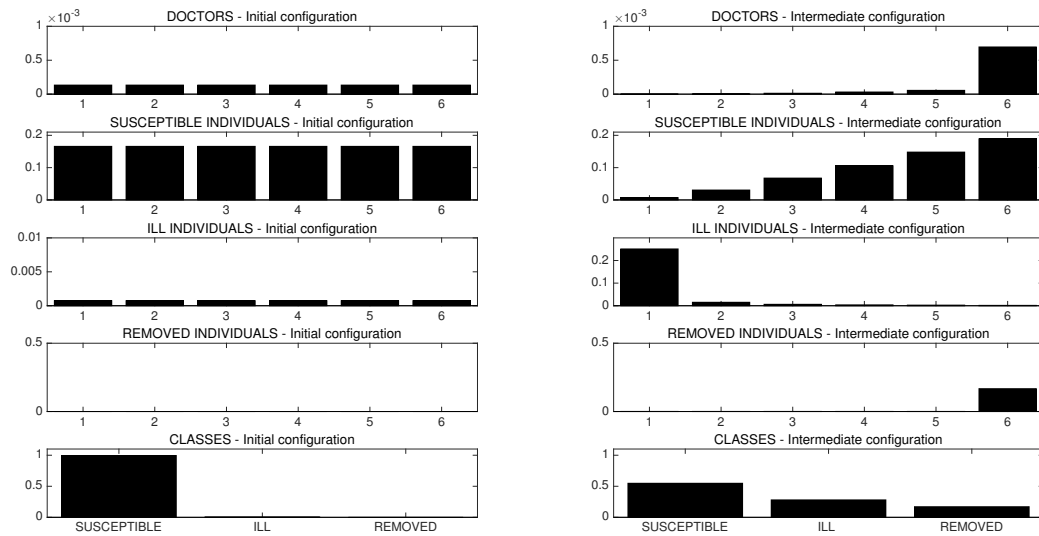 DOCTORS - Initial configuration
×10⁻³
1
0.5
0
1 2 3 4 5 6
SUSCEPTIBLE INDIVIDUALS - Initial configuration
0.2
0.1
0
1 2 3 4 5 6
ILL INDIVIDUALS - Initial configuration
0.01
0.005
0
1 2 3 4 5 6
REMOVED INDIVIDUALS - Initial configuration
0.5
0
1 2 3 4 5 6
CLASSES - Initial configuration
1
0.5
0
SUSCEPTIBLE ILL REMOVED
DOCTORS - Intermediate configuration
×10⁻³
1
0.5
0
1 2 3 4 5 6
SUSCEPTIBLE INDIVIDUALS - Intermediate configuration
0.2
0.1
0
1 2 3 4 5 6
ILL INDIVIDUALS - Intermediate configuration
0.2
0.1
0
1 2 3 4 5 6
REMOVED INDIVIDUALS - Intermediate configuration
0.5
0
1 2 3 4 5 6
CLASSES - Intermediate configuration
1
0.5
0
SUSCEPTIBLE ILL REMOVED